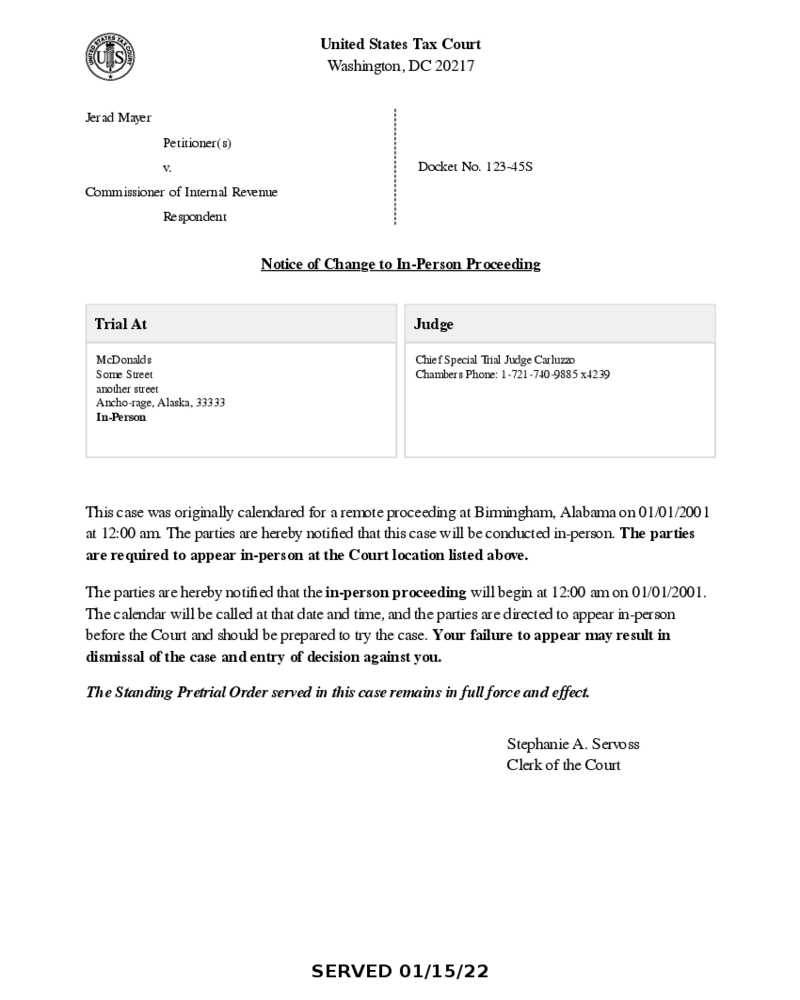 UNITED STATES TAX COURT
US
United States Tax Court
Washington, DC 20217
Jerad Mayer
Petitioner(s)
v.
Commissioner of Internal Revenue
Respondent
Docket No. 123-45S
Notice of Change to In-Person Proceeding
Trial At
McDonalds
Some Street
another street
Ancho-rage, Alaska, 33333
In-Person
Judge
Chief Special Trial Judge Carluzzo
Chambers Phone: 1-721-740-9885 x4239
This case was originally calendared for a remote proceeding at Birmingham, Alabama on 01/01/2001
at 12:00 am. The parties are hereby notified that this case will be conducted in-person. The parties
are required to appear in-person at the Court location listed above.
The parties are hereby notified that the in-person proceeding will begin at 12:00 am on 01/01/2001.
The calendar will be called at that date and time, and the parties are directed to appear in-person
before the Court and should be prepared to try the case. Your failure to appear may result in
dismissal of the case and entry of decision against you.
The Standing Pretrial Order served in this case remains in full force and effect.
Stephanie A. Servoss
Clerk of the Court
SERVED 01/15/22